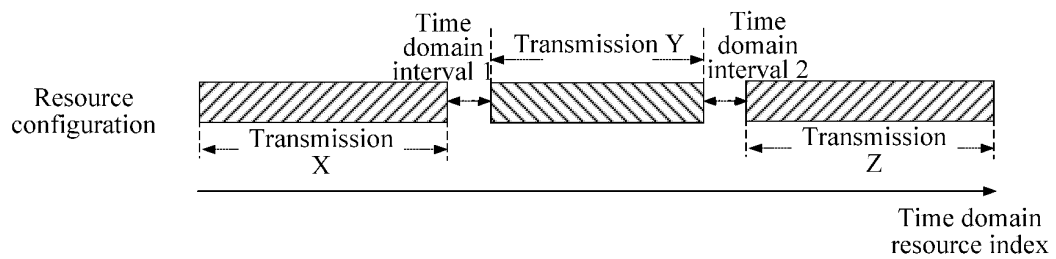 Resource
configuration
Time
domain
interval 1
Transmission Y
Time
domain
interval 2
Transmission
X
Transmission
Z
Time domain
resource index